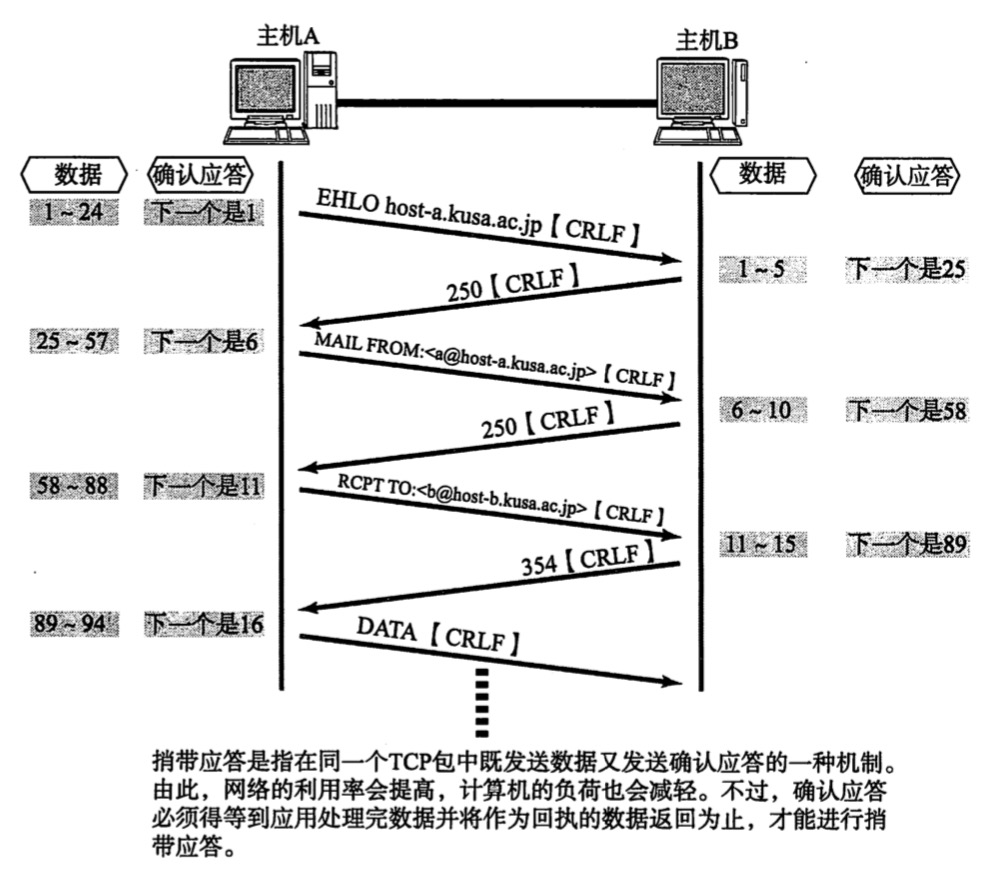 主机A
主机B
数据 确认应答
数据 确认应答
1~24 下一个是1
EHLO host-a.kusa.ac.jp【CRLF】
1~5 下一个是25
250【CRLF】
25~57 下一个是6
MAIL FROM:<a@host-a.kusa.ac.jp>【CRLF】
6~10 下一个是58
250【CRLF】
58~88 下一个是11
RCPT TO:<b@host-b.kusa.ac.jp>【CRLF】
11~15 下一个是89
354【CRLF】
89~94 下一个是16
DATA【CRLF】
捎带应答是指在同一个TCP包中既发送数据又发送确认应答的一种机制。
由此，网络的利用率会提高，计算机的负荷也会减轻。不过，确认应答
必须得等到应用处理完数据并将作为回执的数据返回为止，才能进行捎
带应答。